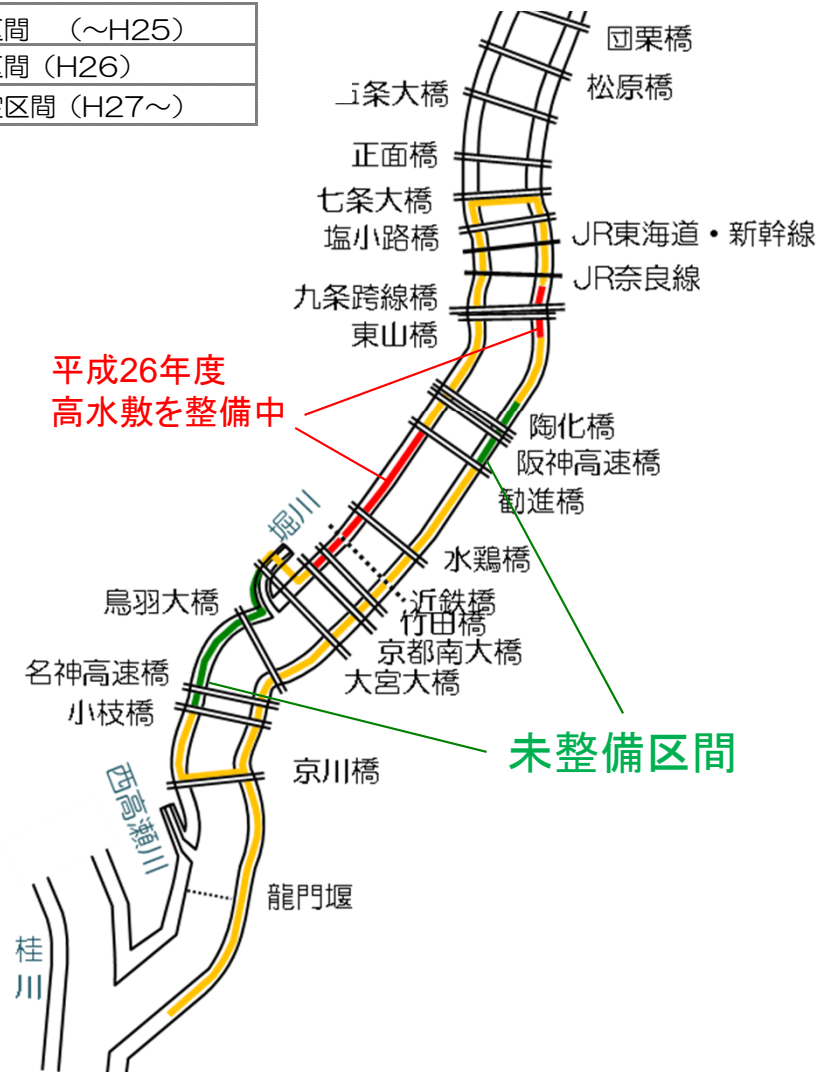 区間 （～H25）
区間（H26）
定区間（H27～）
団栗橋
松原橋
五条大橋
正面橋
七条大橋
塩小路橋
JR東海道・新幹線
JR奈良線
九条跨線橋
東山橋
平成26年度
高水敷を整備中
陶化橋
阪神高速橋
勧進橋
堀川
水鶏橋
近鉄橋
竹田橋
京都南大橋
大宮大橋
鳥羽大橋
名神高速橋
小枝橋
未整備区間
京川橋
西高瀬川
龍門堰
桂川